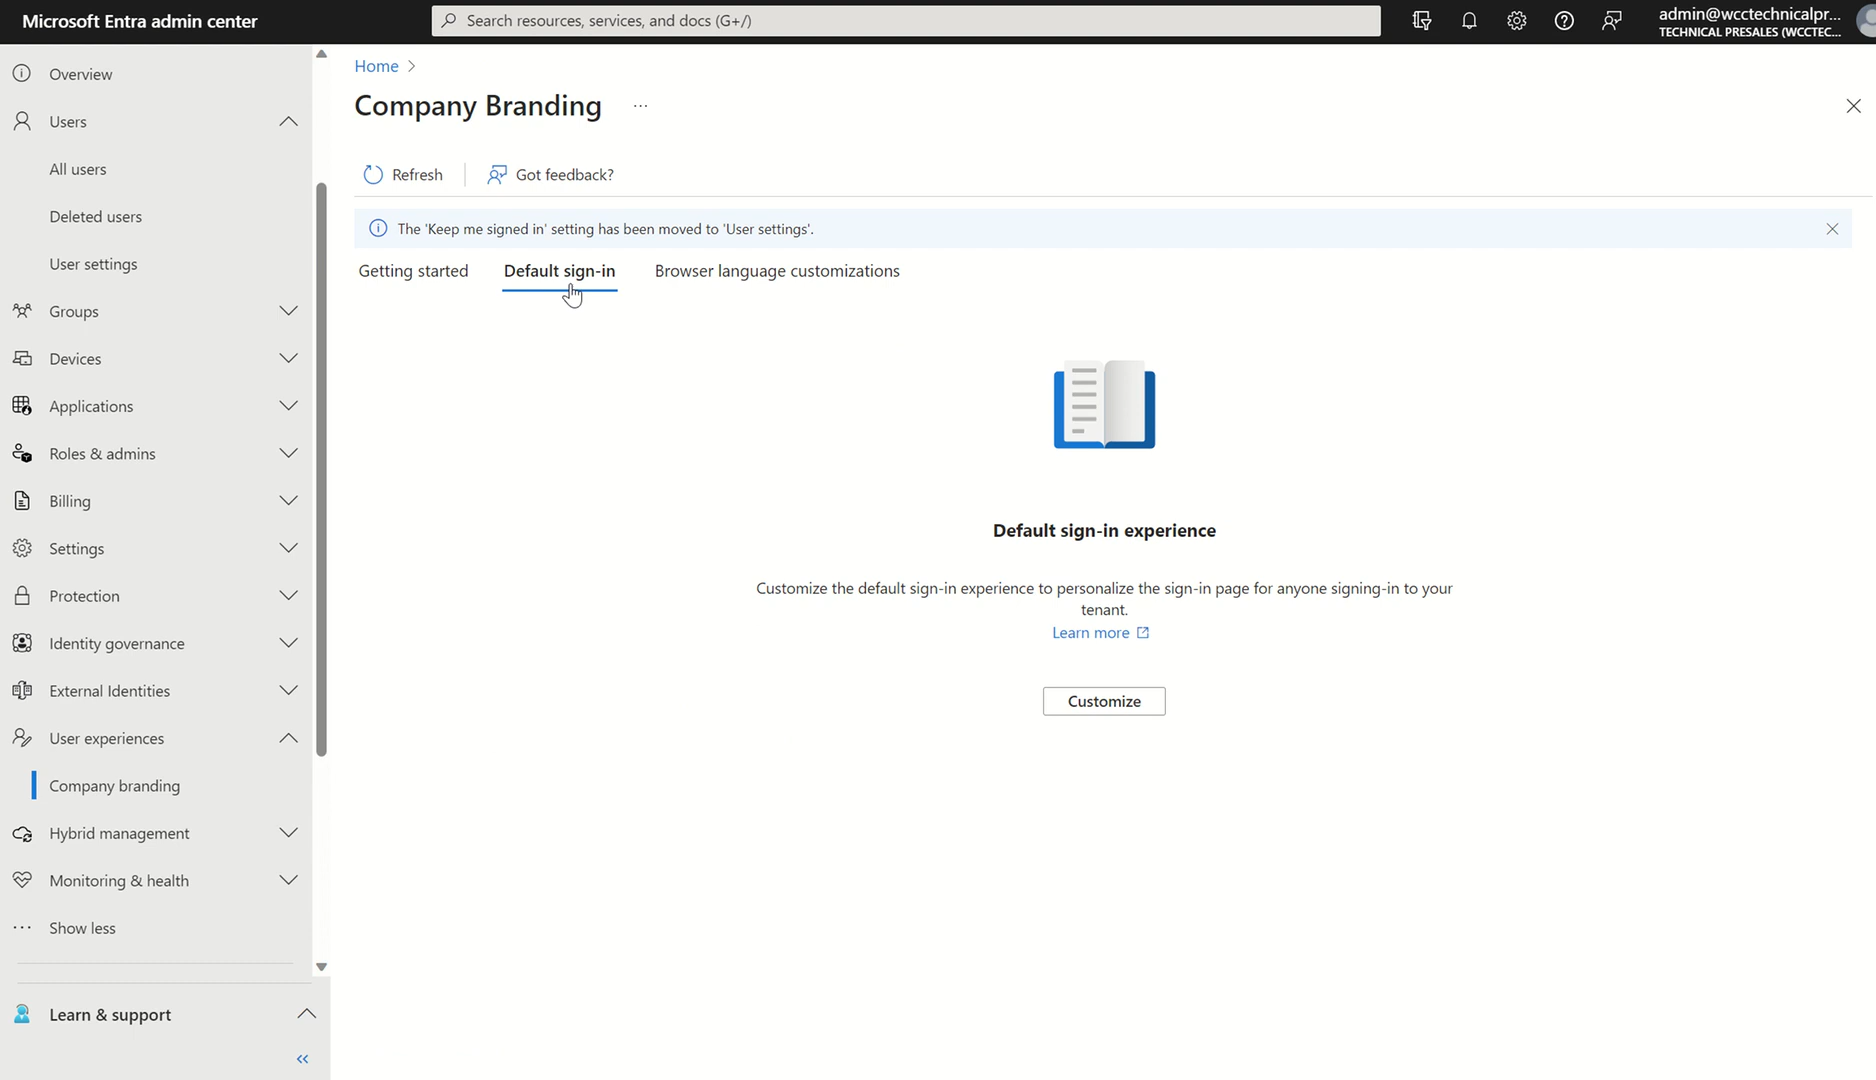 Microsoft Entra admin center
Search resources, services, and docs (G+/)
admin@wcctechnicalpr...
TECHNICAL PRESALES (WCCTEC...
Overview
Users
All users
Deleted users
User settings
Groups
Devices
Applications
Roles & admins
Billing
Settings
Protection
Identity governance
External Identities
User experiences
Company branding
Hybrid management
Monitoring & health
Show less
Learn & support
Home
Company Branding
Refresh
Got feedback?
The 'Keep me signed in' setting has been moved to 'User settings'.
Getting started Default sign-in Browser language customizations
Default sign-in experience
Customize the default sign-in experience to personalize the sign-in page for anyone signing-in to your
tenant.
Learn more
Customize